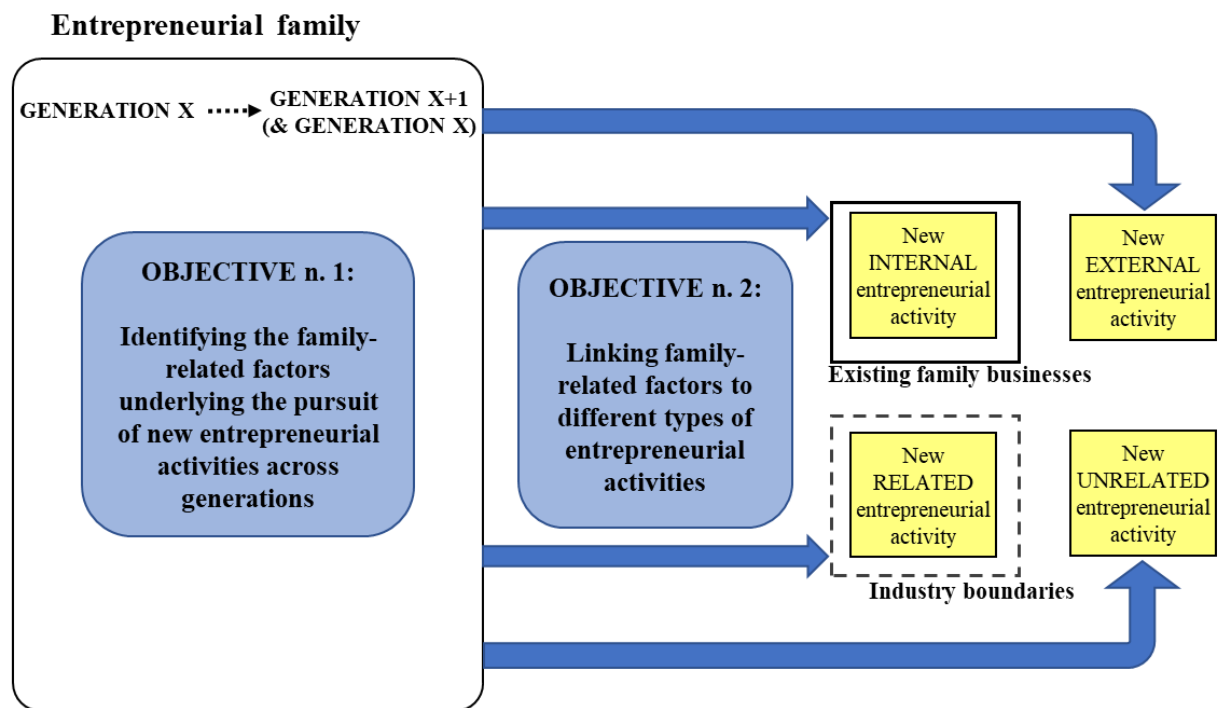 Entrepreneurial family
GENERATION X
GENERATION X+1
(& GENERATION X)
OBJECTIVE n. 1:
Identifying the family-
related factors
underlying the pursuit
of new entrepreneurial
activities across
generations
OBJECTIVE n. 2:
Linking family-
related factors to
different types of
entrepreneurial
activities
New
INTERNAL
entrepreneurial
activity
Existing family businesses
New
EXTERNAL
entrepreneurial
activity
New
RELATED
entrepreneurial
activity
Industry boundaries
New
UNRELATED
entrepreneurial
activity